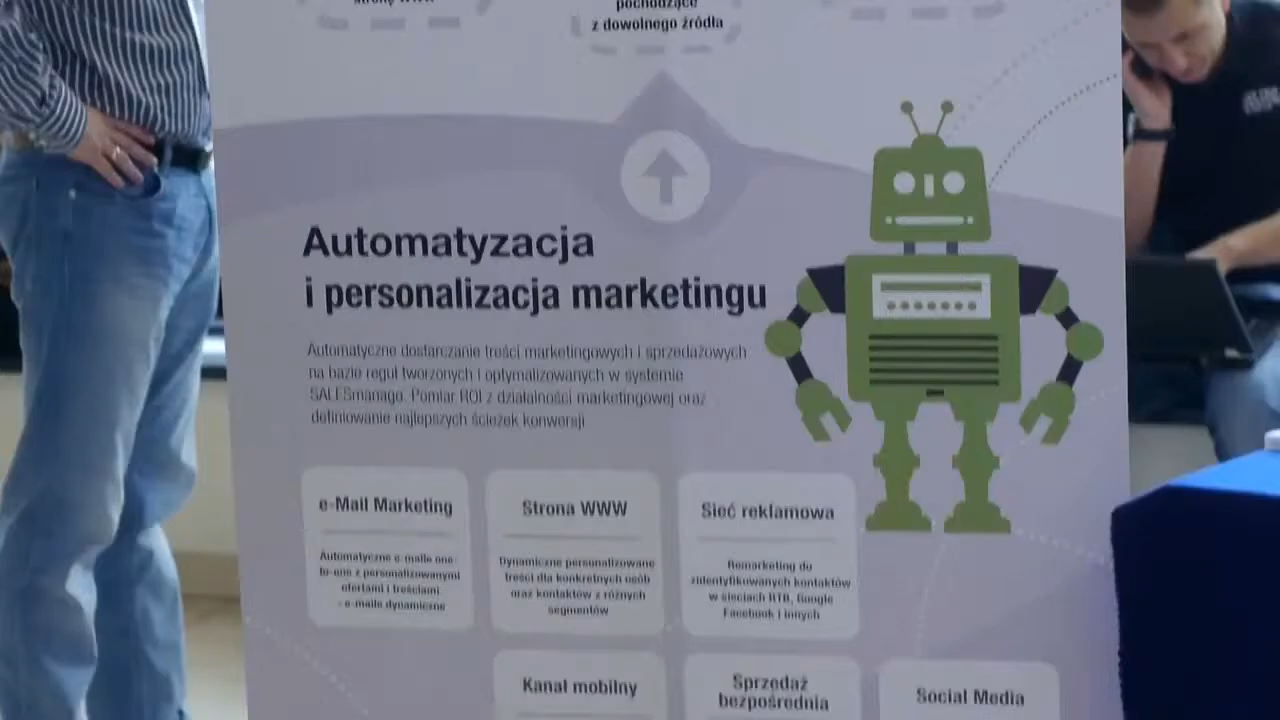 pochodzące
z dowolnego źródła
Automatyzacja
i personalizacja marketingu
Automatyczne dostarczanie treści marketingowych i sprzedażowych
na bazie reguł tworzonych i optymalizowanych w systemie
SALESmanago. Pomiar ROI z działalności marketingowej oraz
definiowanie najlepszych ścieżek konwersji
e-Mail Marketing
Automatyczne e-maile one-
to-one z personalizowanymi
ofertami i treściami
- e-maile dynamiczne
Strona WWW
Dynamiczne personalizowane
treści dla konkretnych osób
oraz kontaktów z różnych
segmentów
Sieć reklamowa
Remarketing do
zidentyfikowanych kontaktów
w sieciach RTB, Google
Facebook i innych
Kanał mobilny
Sprzedaż
bezpośrednia
Social Media